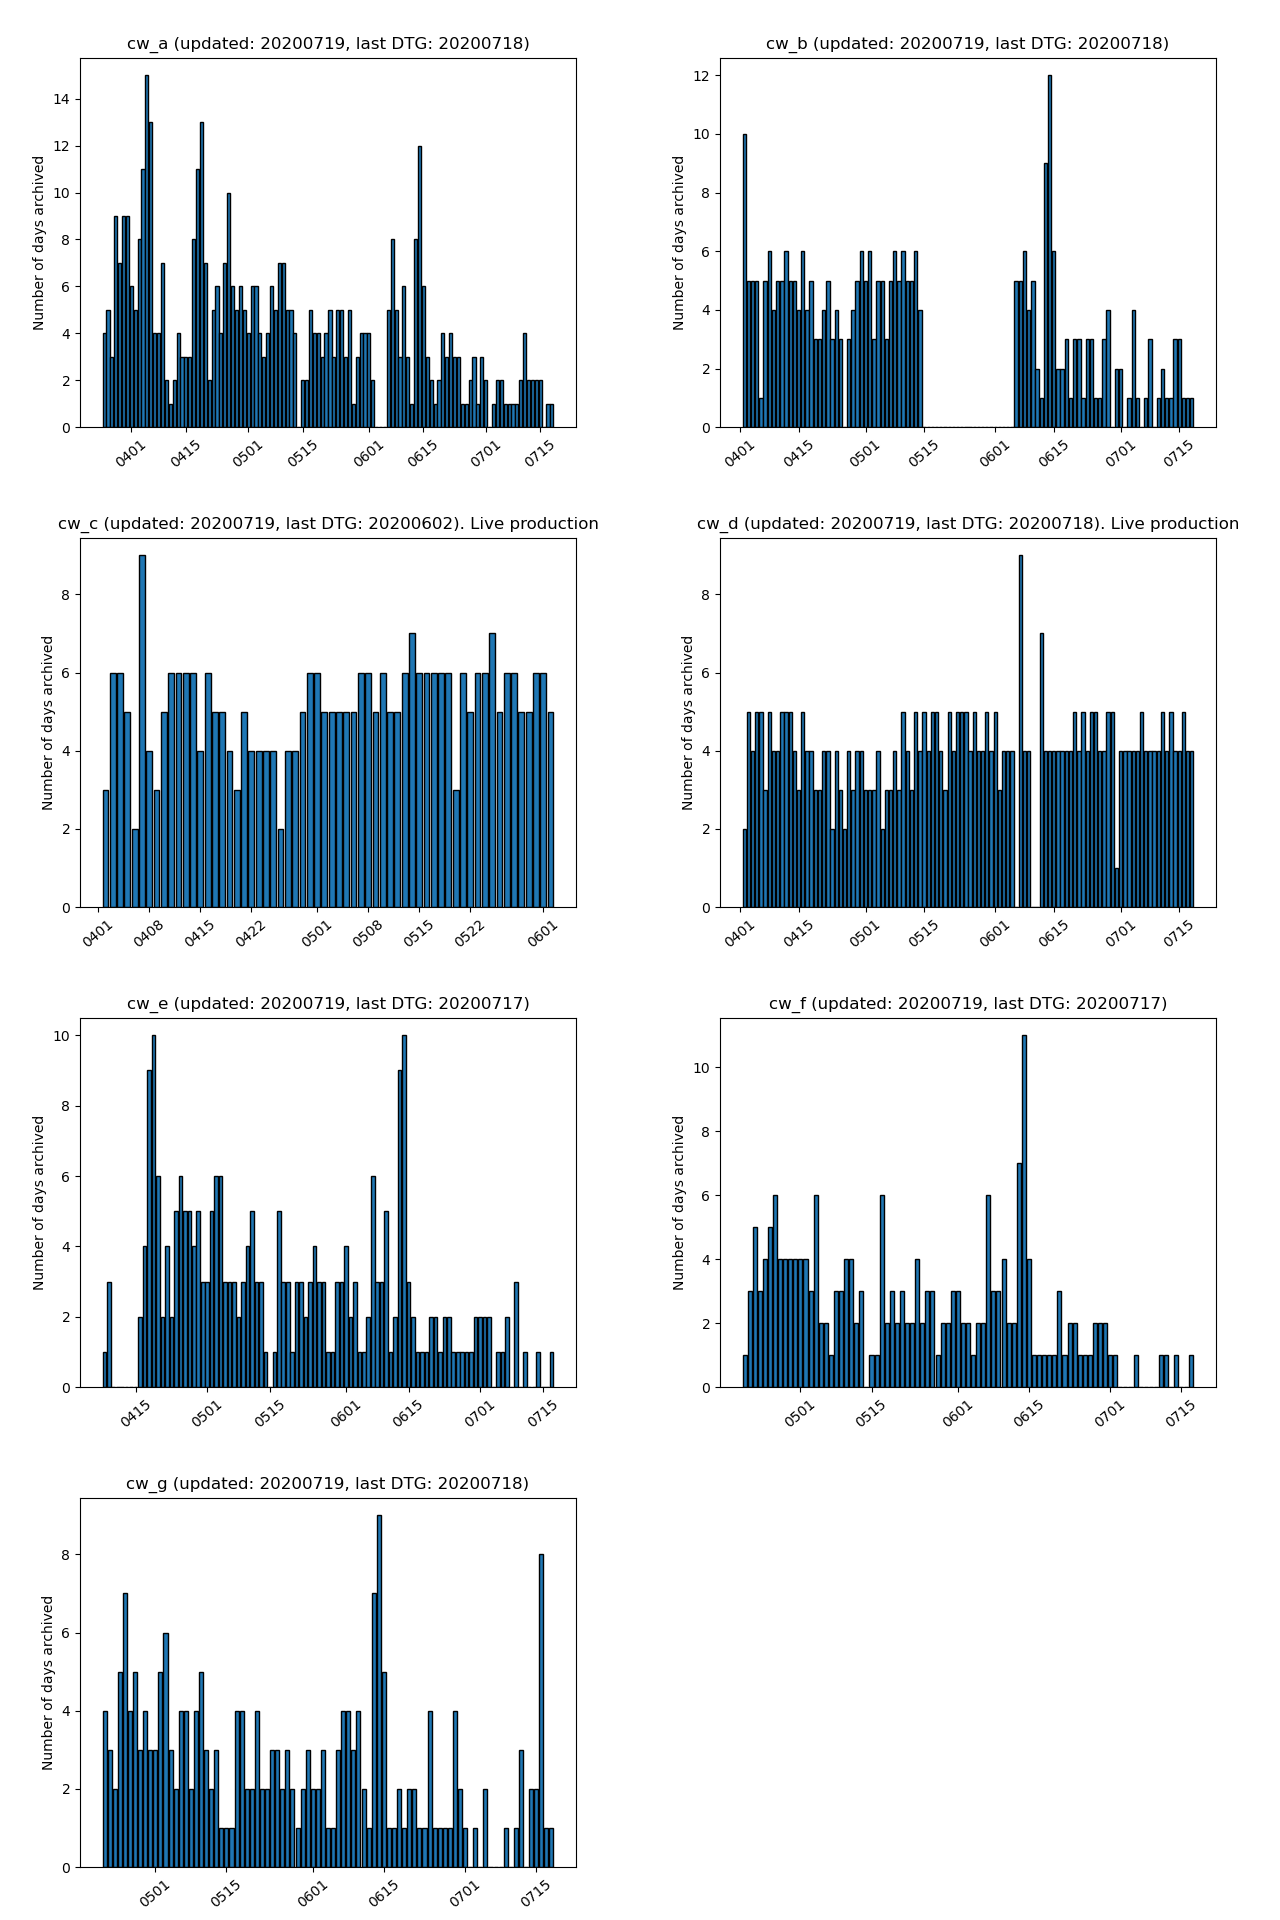 cw_a (updated: 20200719, last DTG: 20200718)
Number of days archived
14
12
10
8
6
4
2
0
0401 0415 0501 0515 0601 0615 0701 0715
cw_b (updated: 20200719, last DTG: 20200718)
Number of days archived
12
10
8
6
4
2
0
0401 0415 0501 0515 0601 0615 0701 0715
cw_c (updated: 20200719, last DTG: 20200602). Live production
Number of days archived
8
6
4
2
0
0401 0408 0415 0422 0501 0508 0515 0522 0601
cw_d (updated: 20200719, last DTG: 20200718). Live production
Number of days archived
8
6
4
2
0
0401 0415 0501 0515 0601 0615 0701 0715
cw_e (updated: 20200719, last DTG: 20200717)
Number of days archived
10
8
6
4
2
0
0415 0501 0515 0601 0615 0701 0715
cw_f (updated: 20200719, last DTG: 20200717)
Number of days archived
10
8
6
4
2
0
0501 0515 0601 0615 0701 0715
cw_g (updated: 20200719, last DTG: 20200718)
Number of days archived
8
6
4
2
0
0501 0515 0601 0615 0701 0715